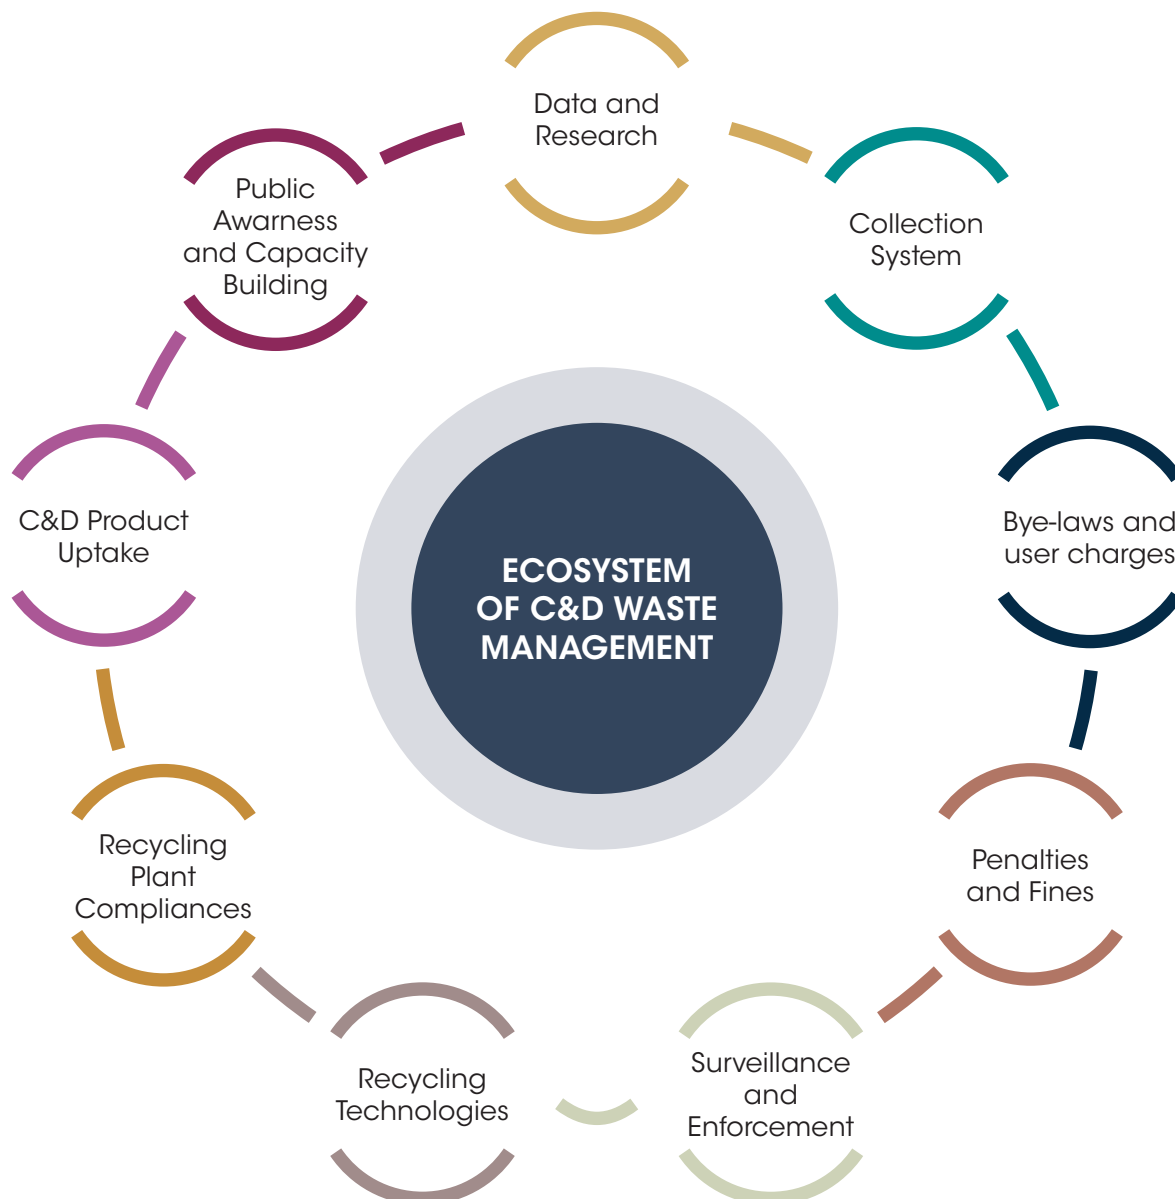 Data and
Research
Collection
System
Bye-laws and
user charges
Penalties
and Fines
Surveillance
and
Enforcement
Recycling
Technologies
Recycling
Plant
Compliances
C&D Product
Uptake
Public
Awarness
and Capacity
Building
ECOSYSTEM
OF C&D WASTE
MANAGEMENT